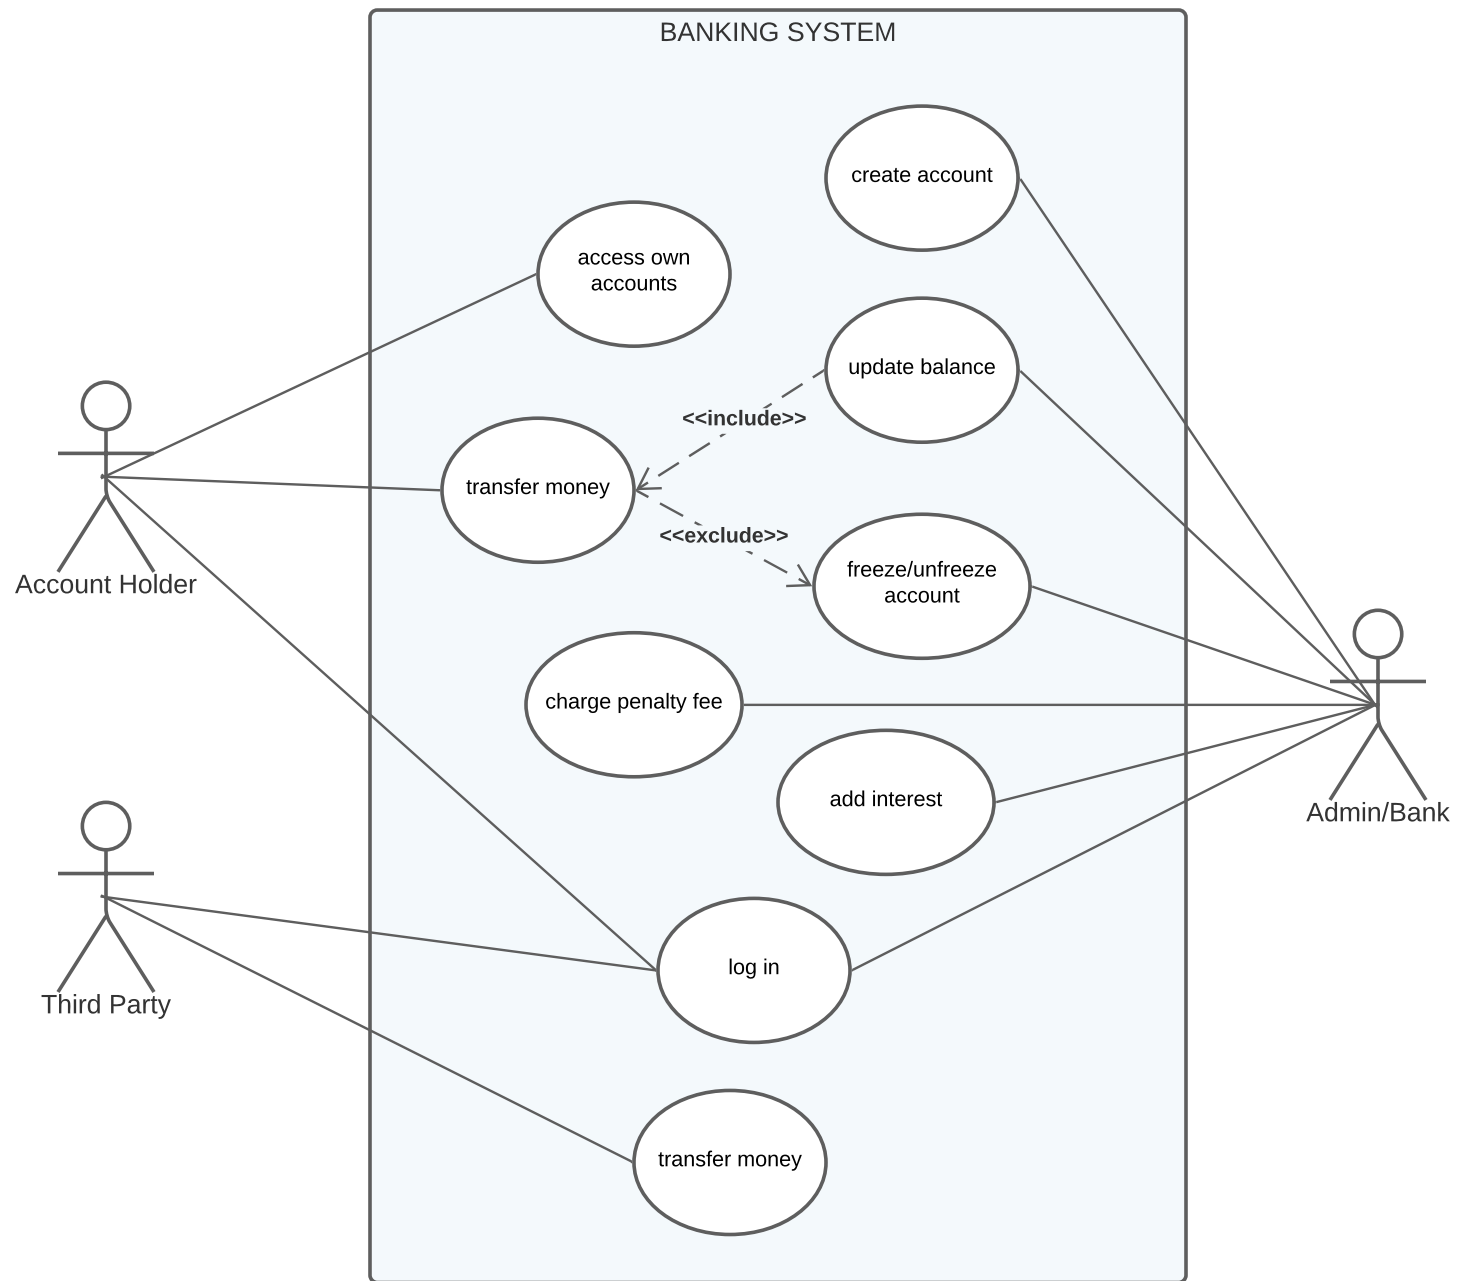 BANKING SYSTEM
create account
access own
accounts
update balance
<<include>>
transfer money
<<exclude>>
freeze/unfreeze
account
Account Holder
charge penalty fee
add interest
Admin/Bank
log in
Third Party
transfer money